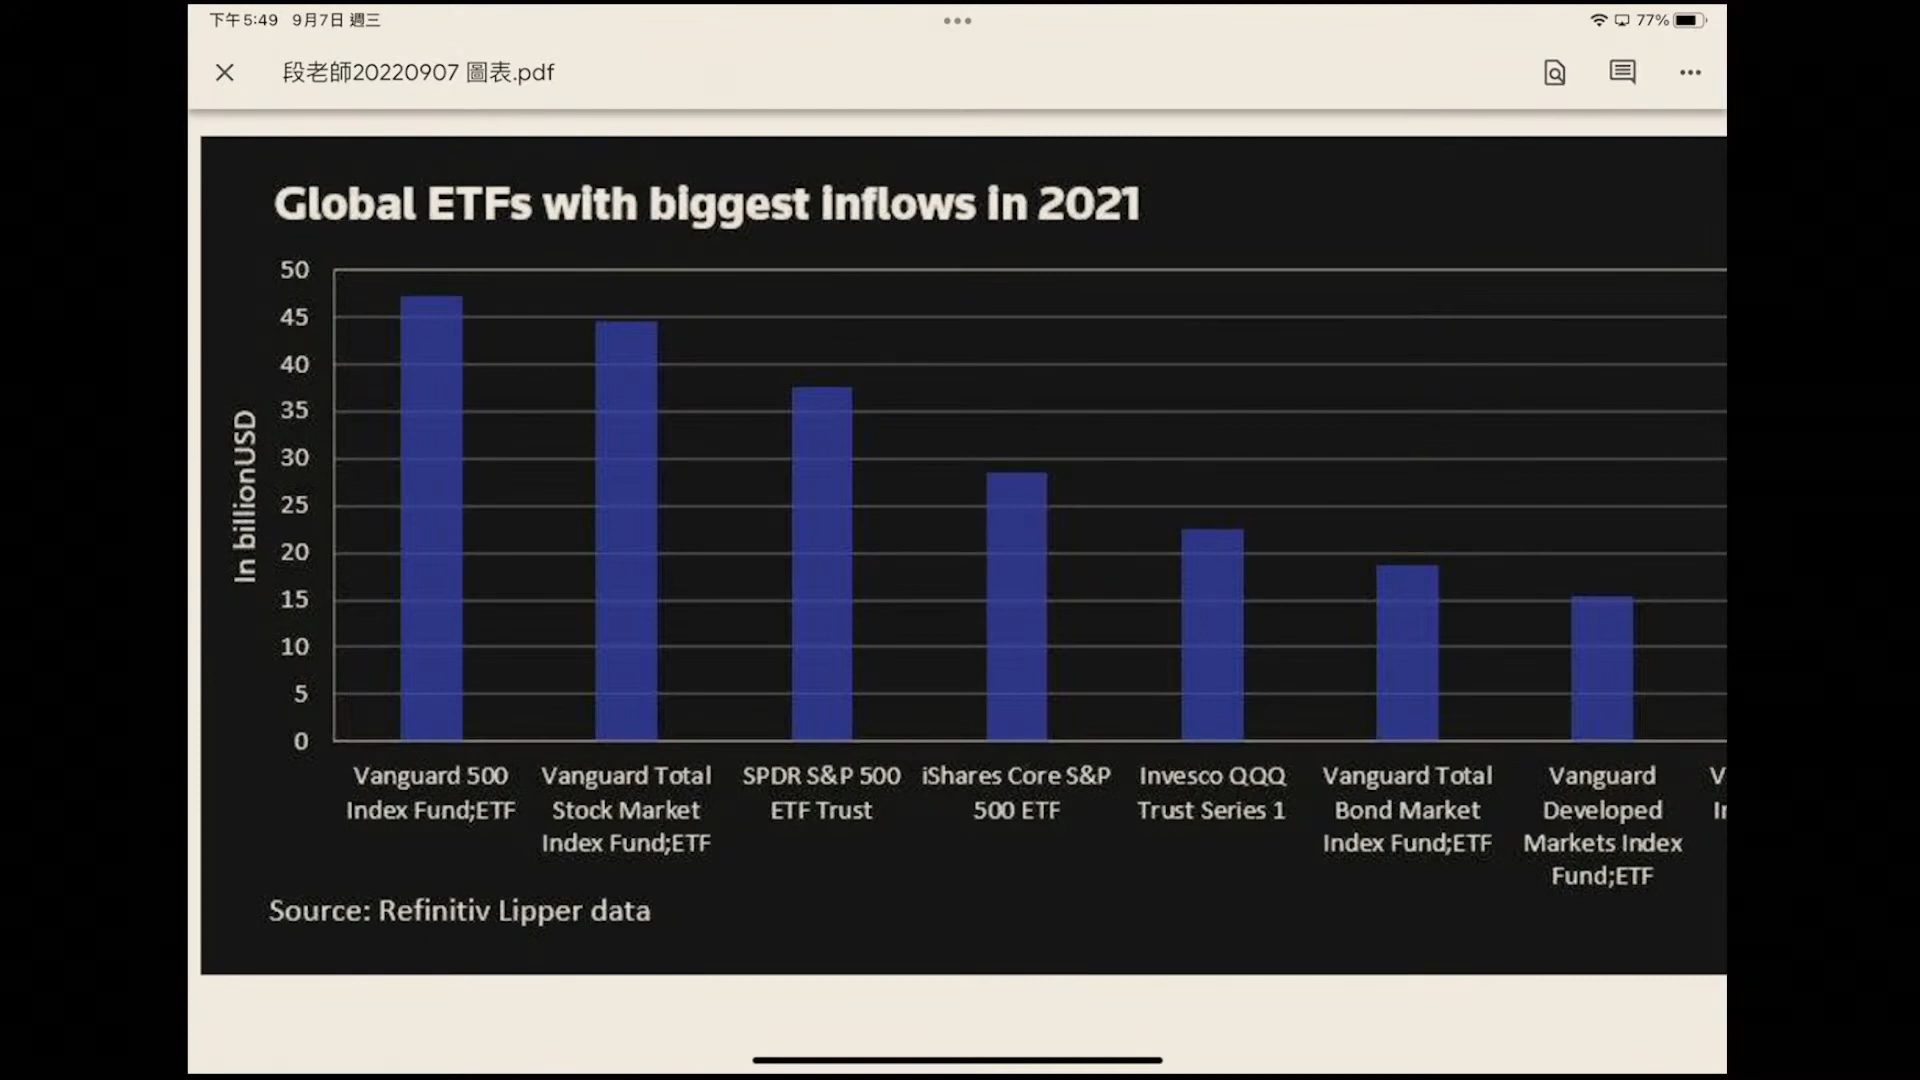 下午5:49 9月7日 週三
77%
段老師20220907 圖表.pdf
Global ETFs with biggest inflows in 2021
In billionUSD
50
45
40
35
30
25
20
15
10
5
0
Vanguard 500
Index Fund;ETF
Vanguard Total
Stock Market
Index Fund;ETF
SPDR S&P 500
ETF Trust
iShares Core S&P
500 ETF
Invesco QQQ
Trust Series 1
Vanguard Total
Bond Market
Index Fund;ETF
Vanguard
Developed
Markets Index
Fund;ETF
Source: Refinitiv Lipper data